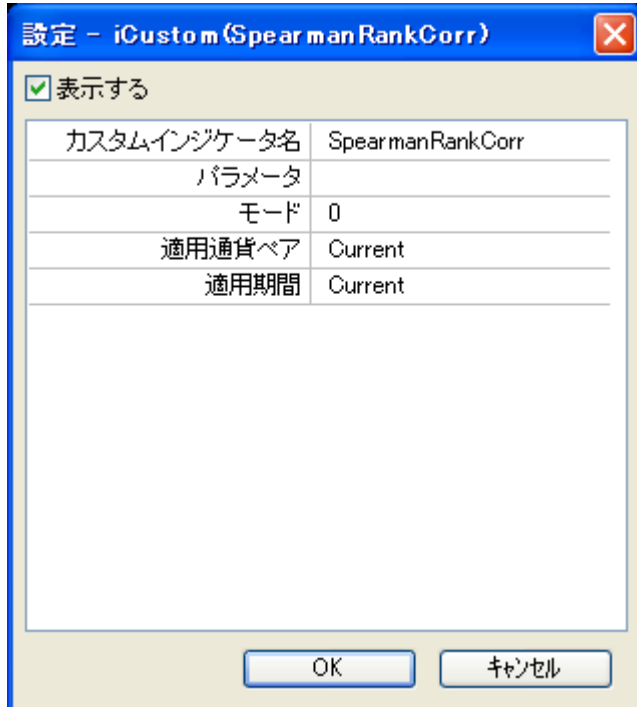 設定 - iCustom(SpearmanRankCorr)
表示する
カスタムインジケータ名 SpearmanRankCorr
パラメータ
モード 0
適用通貨ペア Current
適用期間 Current
OK キャンセル